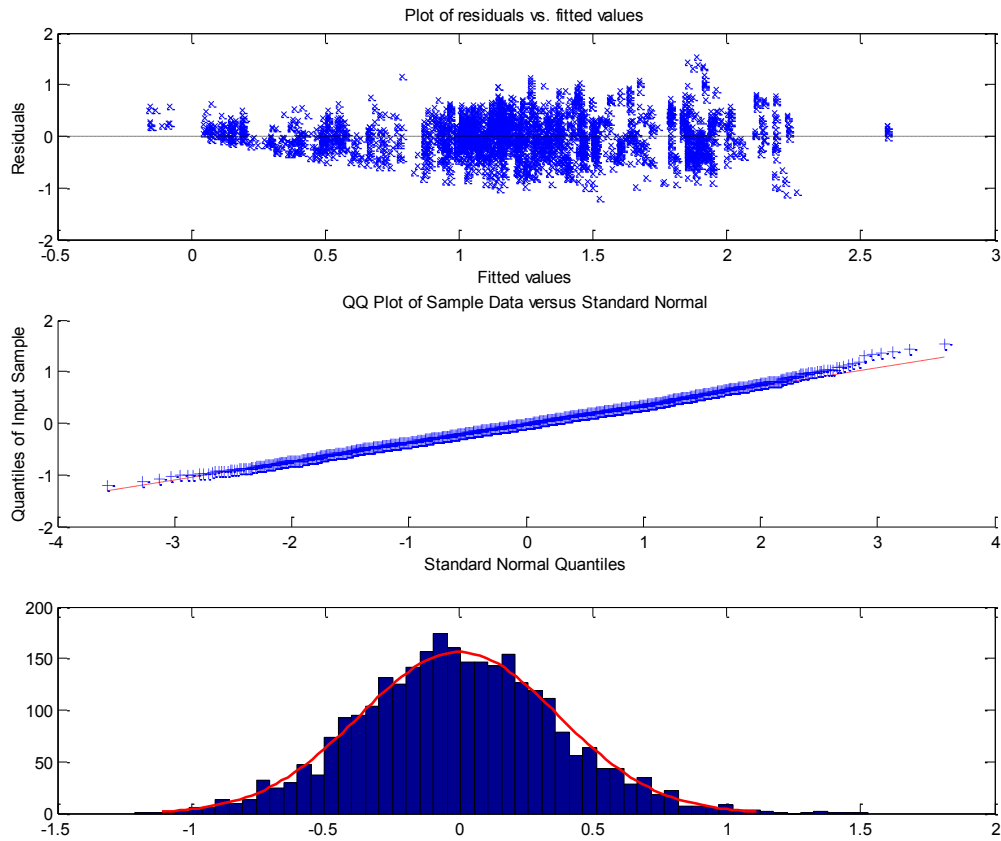 Plot of residuals vs. fitted values
2
1
0
-1
-2
Residuals
-0.5 0 0.5 1 1.5 2 2.5 3
Fitted values
QQ Plot of Sample Data versus Standard Normal
2
1
0
-1
-2
Quantiles of Input Sample
-4 -3 -2 -1 0 1 2 3 4
Standard Normal Quantiles
200
150
100
50
0
-1.5 -1 -0.5 0 0.5 1 1.5 2